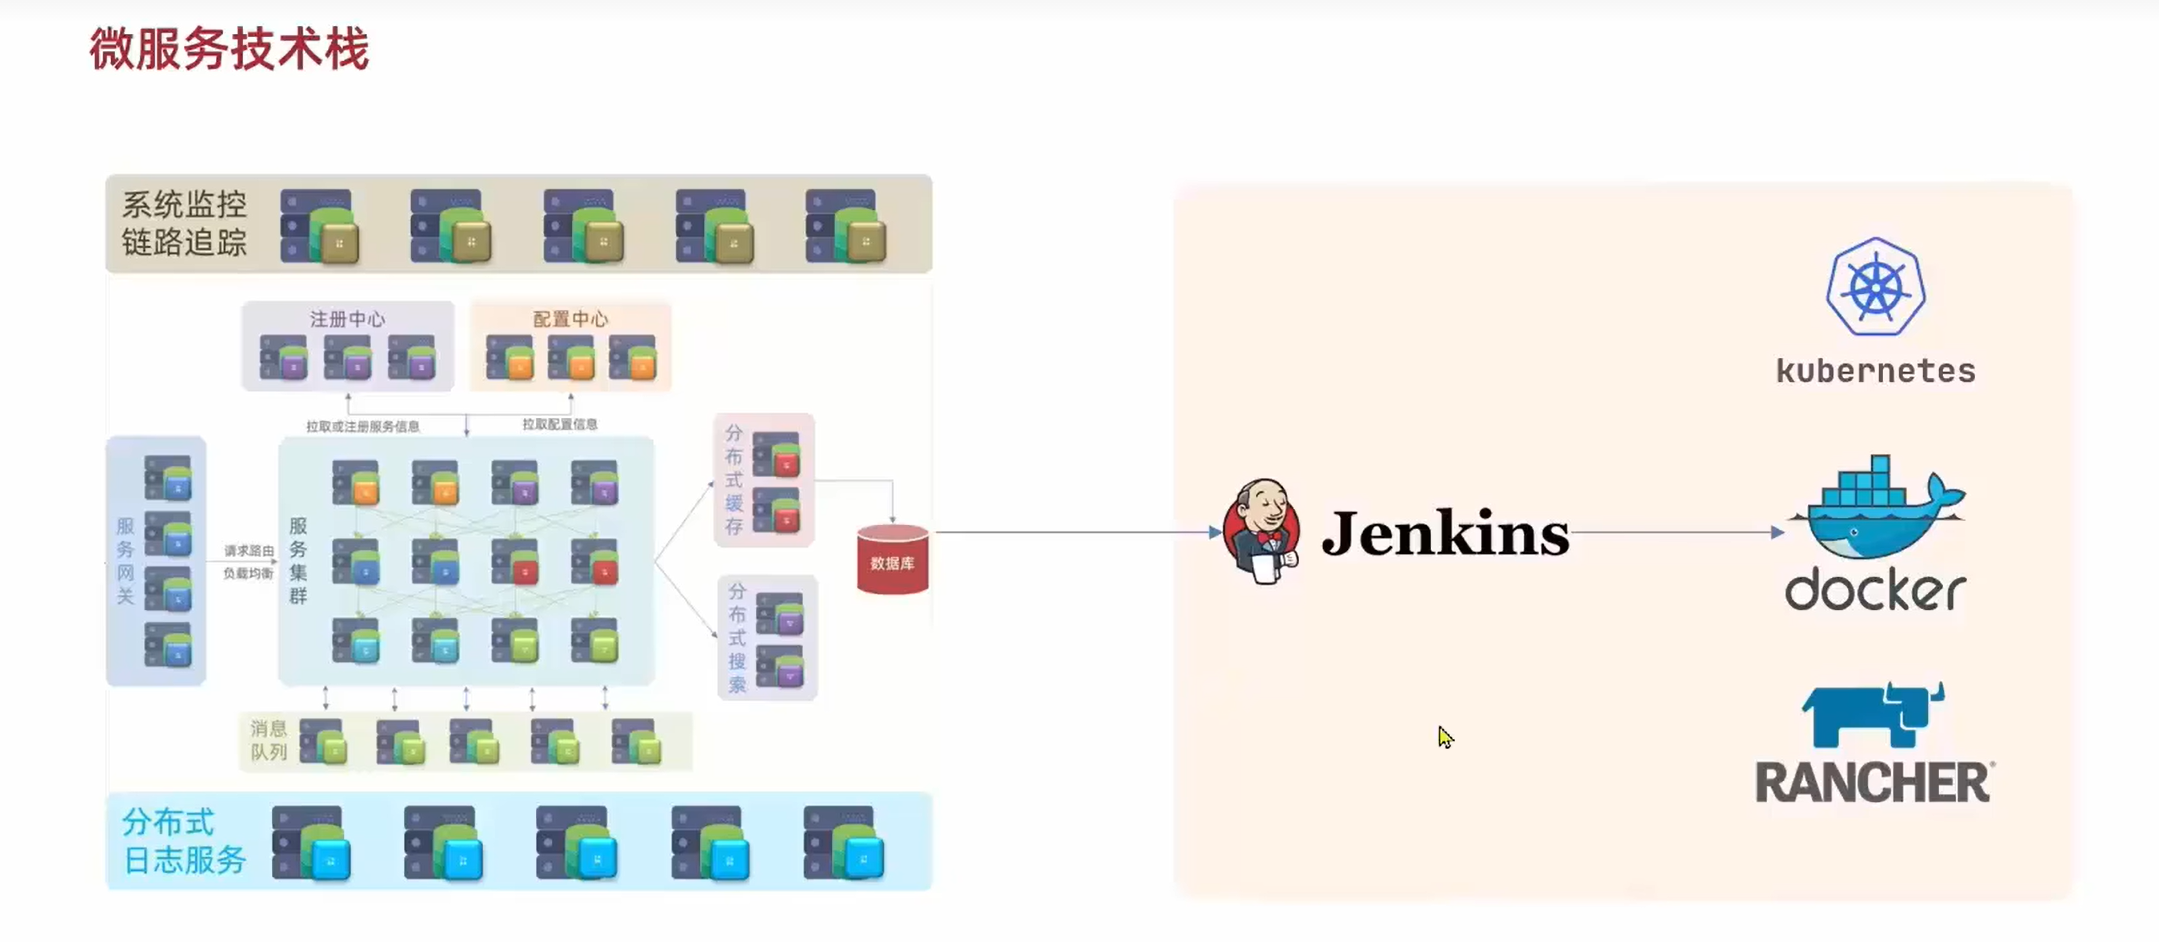 微服务技术栈
系统监控
链路追踪
注册中心
配置中心
拉取或注册服务信息
拉取配置信息
服务网关
请求路由
负载均衡
服务集群
分布式缓存
分布式搜索
数据库
消息
队列
分布式
日志服务
Jenkins
kubernetes
docker
RANCHER